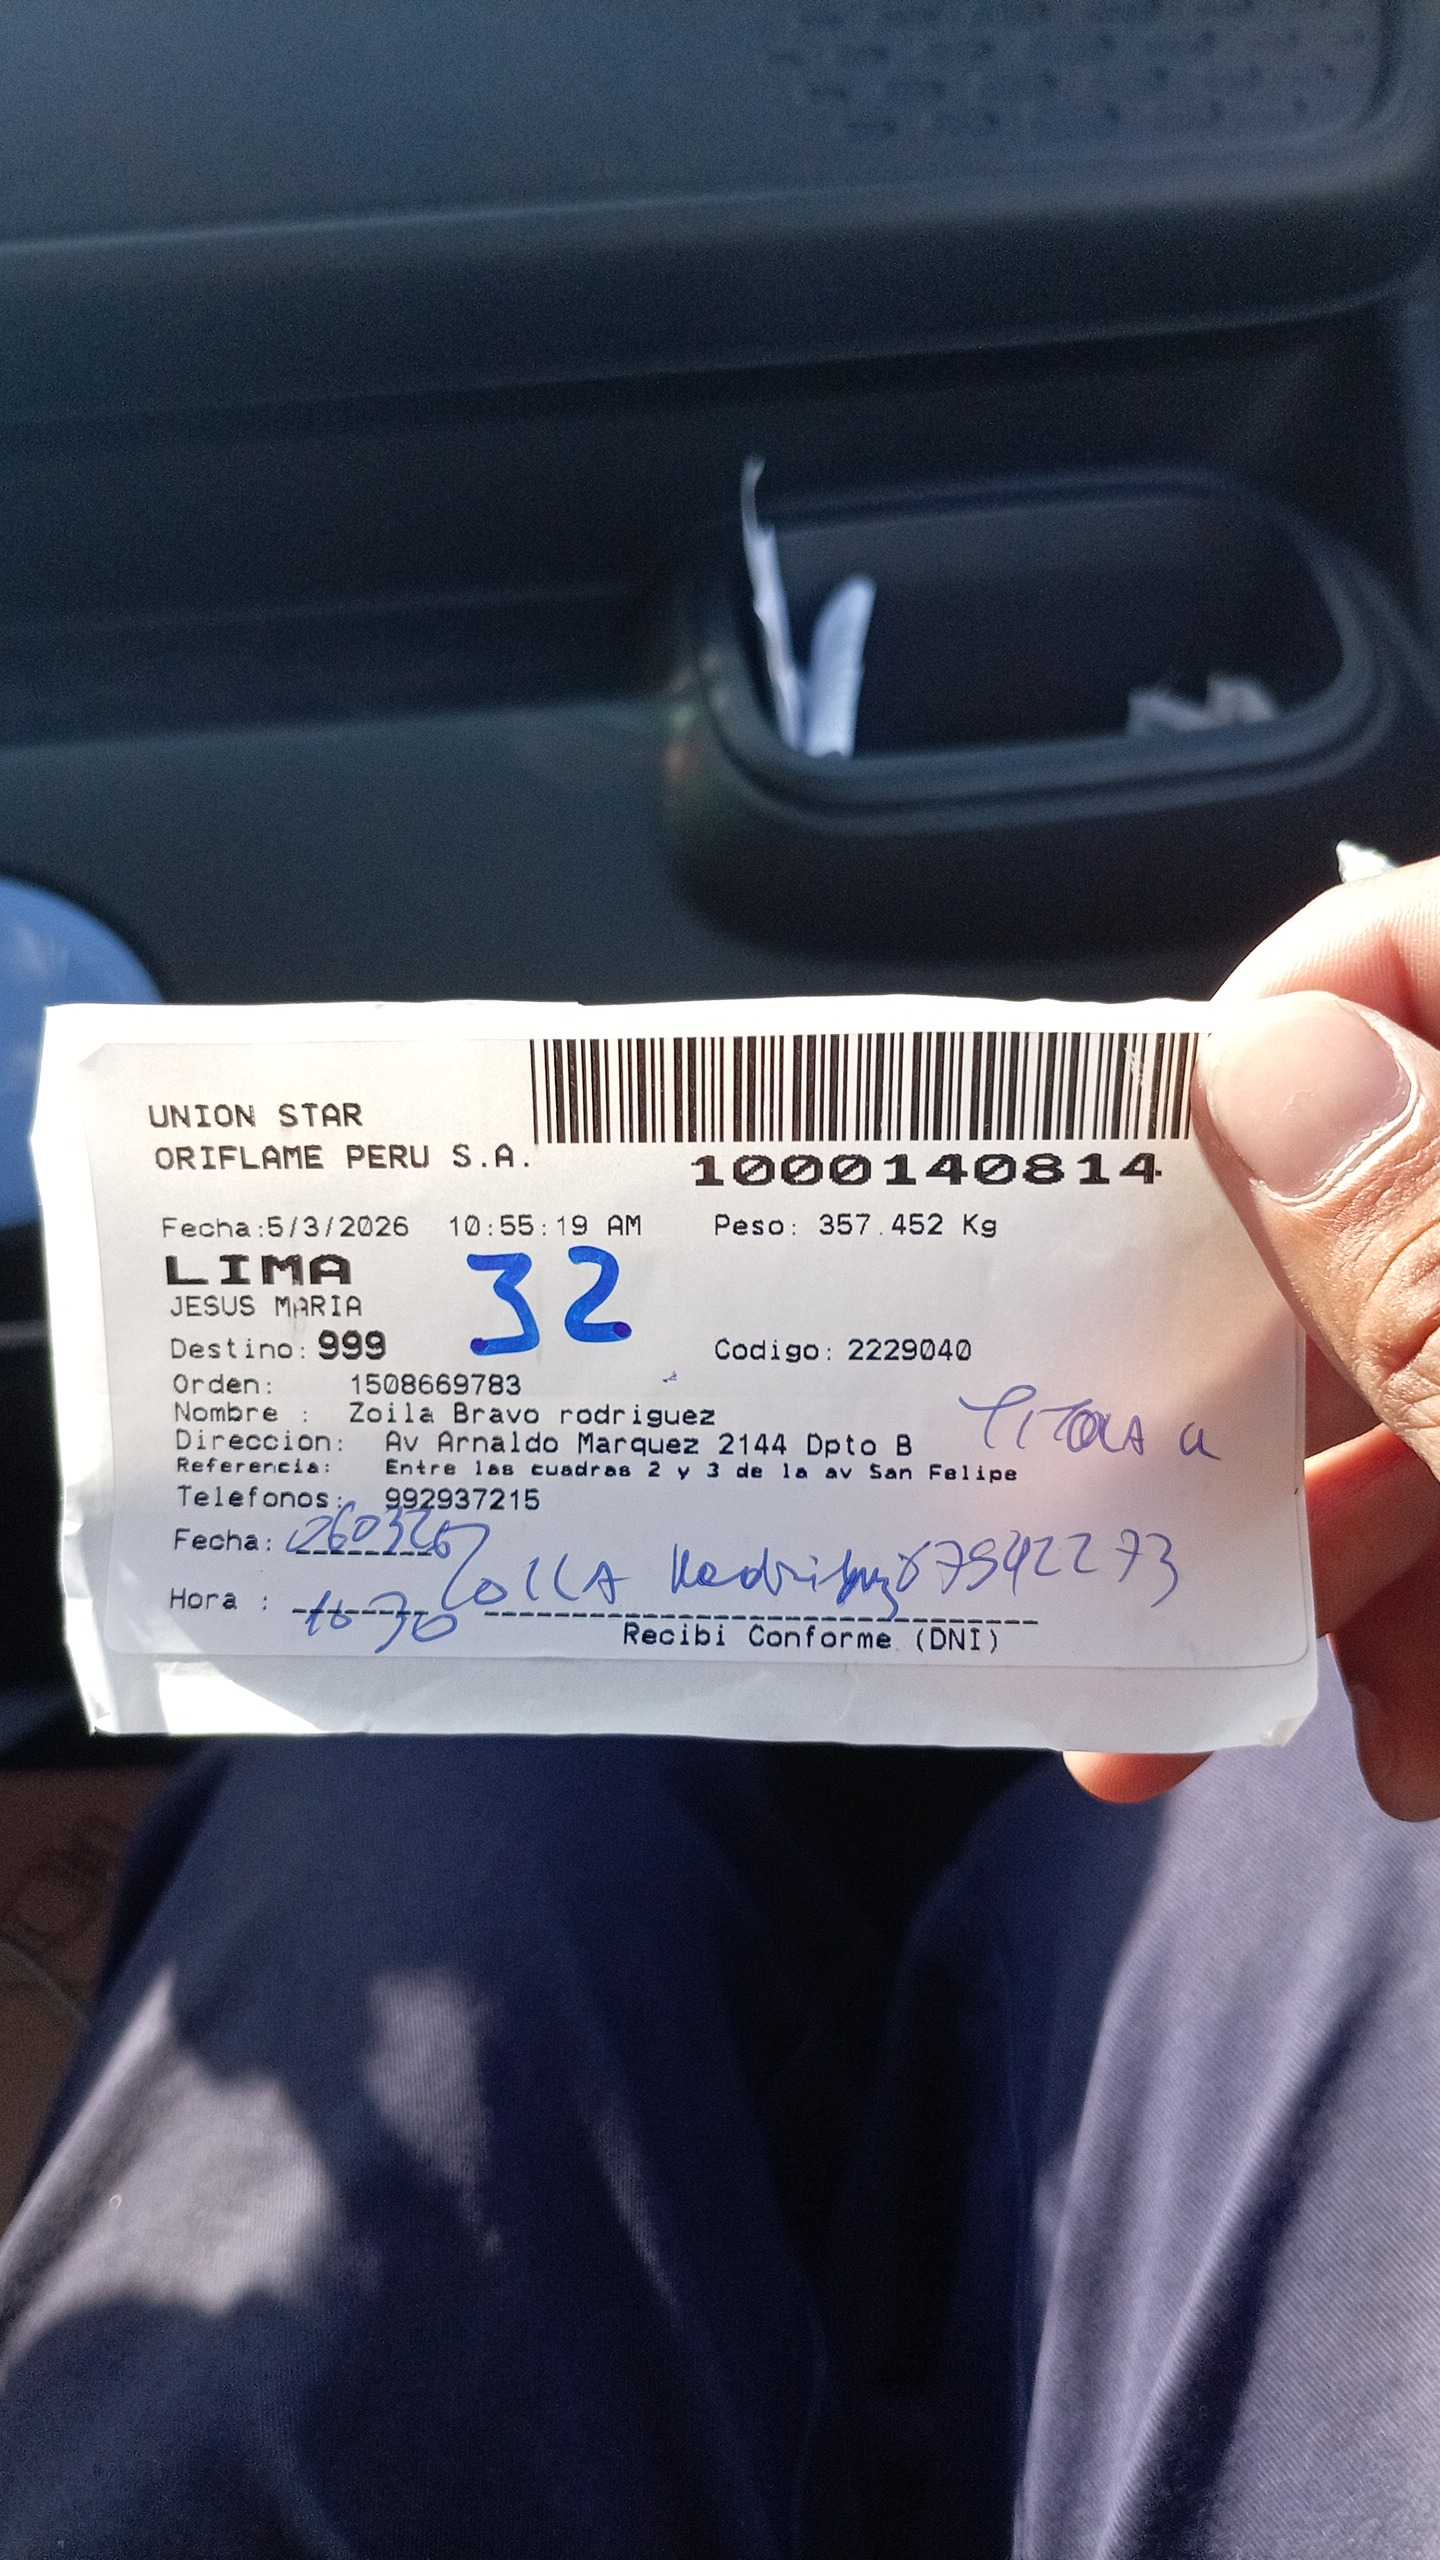 UNION STAR
ORIFLAME PERU S.A.
1000140814
Fecha:5/3/2026 10:55:19 AM Peso: 357.452 Kg
LIMA
32
JESUS MARIA
Destino: 999 Codigo: 2229040
Orden: 1508669783
Nombre : Zoila Bravo rodriguez
Direccion: Av Arnaldo Marquez 2144 Dpto B
Referencia: Entre las cuadras 2 y 3 de la av San Felipe
Telefonos: 992937215
Fecha: 060326
Hora :
Recibi Conforme (DNI)